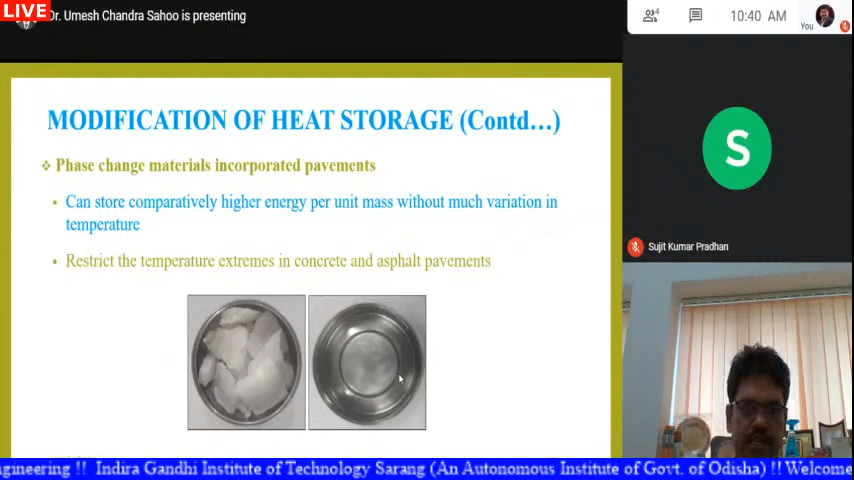 LIVE
Dr. Umesh Chandra Sahoo is presenting
4
10:40 AM
You
MODIFICATION OF HEAT STORAGE (Contd…)
Phase change materials incorporated pavements
Can store comparatively higher energy per unit mass without much variation in
temperature
Restrict the temperature extremes in concrete and asphalt pavements
S
Sujit Kumar Pradhan
ngineering !! Indira Gandhi Institute of Technology Sarang (An Autonomous Institute of Govt. of Odisha) !! Welcome